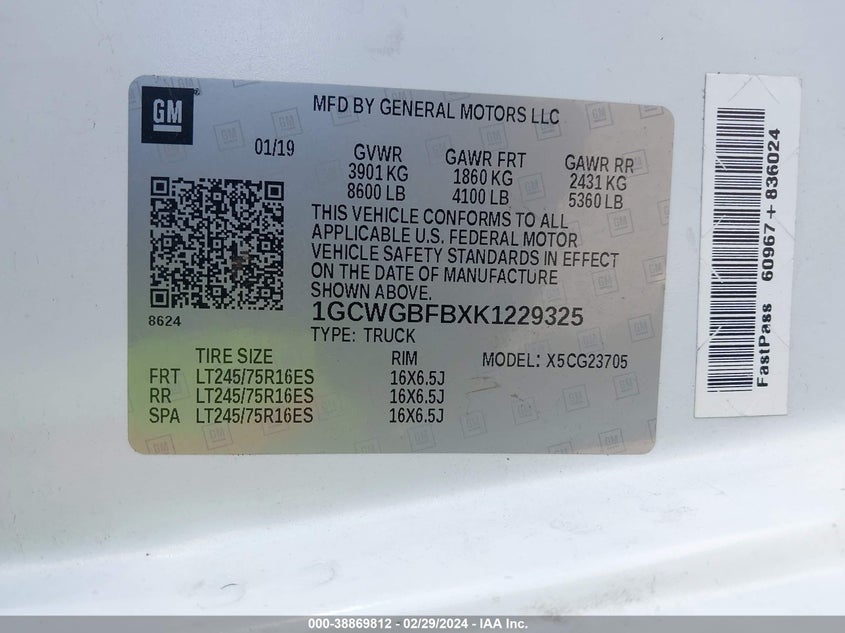 GM
MFD BY GENERAL MOTORS LLC
01/19
GVWR
3901 KG
8600 LB
GAWR FRT
1860 KG
4100 LB
GAWR RR
2431 KG
5360 LB
THIS VEHICLE CONFORMS TO ALL
APPLICABLE U.S. FEDERAL MOTOR
VEHICLE SAFETY STANDARDS IN EFFECT
ON THE DATE OF MANUFACTURE
SHOWN ABOVE.
8624
1GCWGBFBXK1229325
TYPE: TRUCK
TIRE SIZE RIM MODEL: X5CG23705
FRT LT245/75R16ES 16X6.5J
RR LT245/75R16ES 16X6.5J
SPA LT245/75R16ES 16X6.5J
FastPass 60967 + 836024
000-38869812 - 02/29/2024 - IAA Inc.